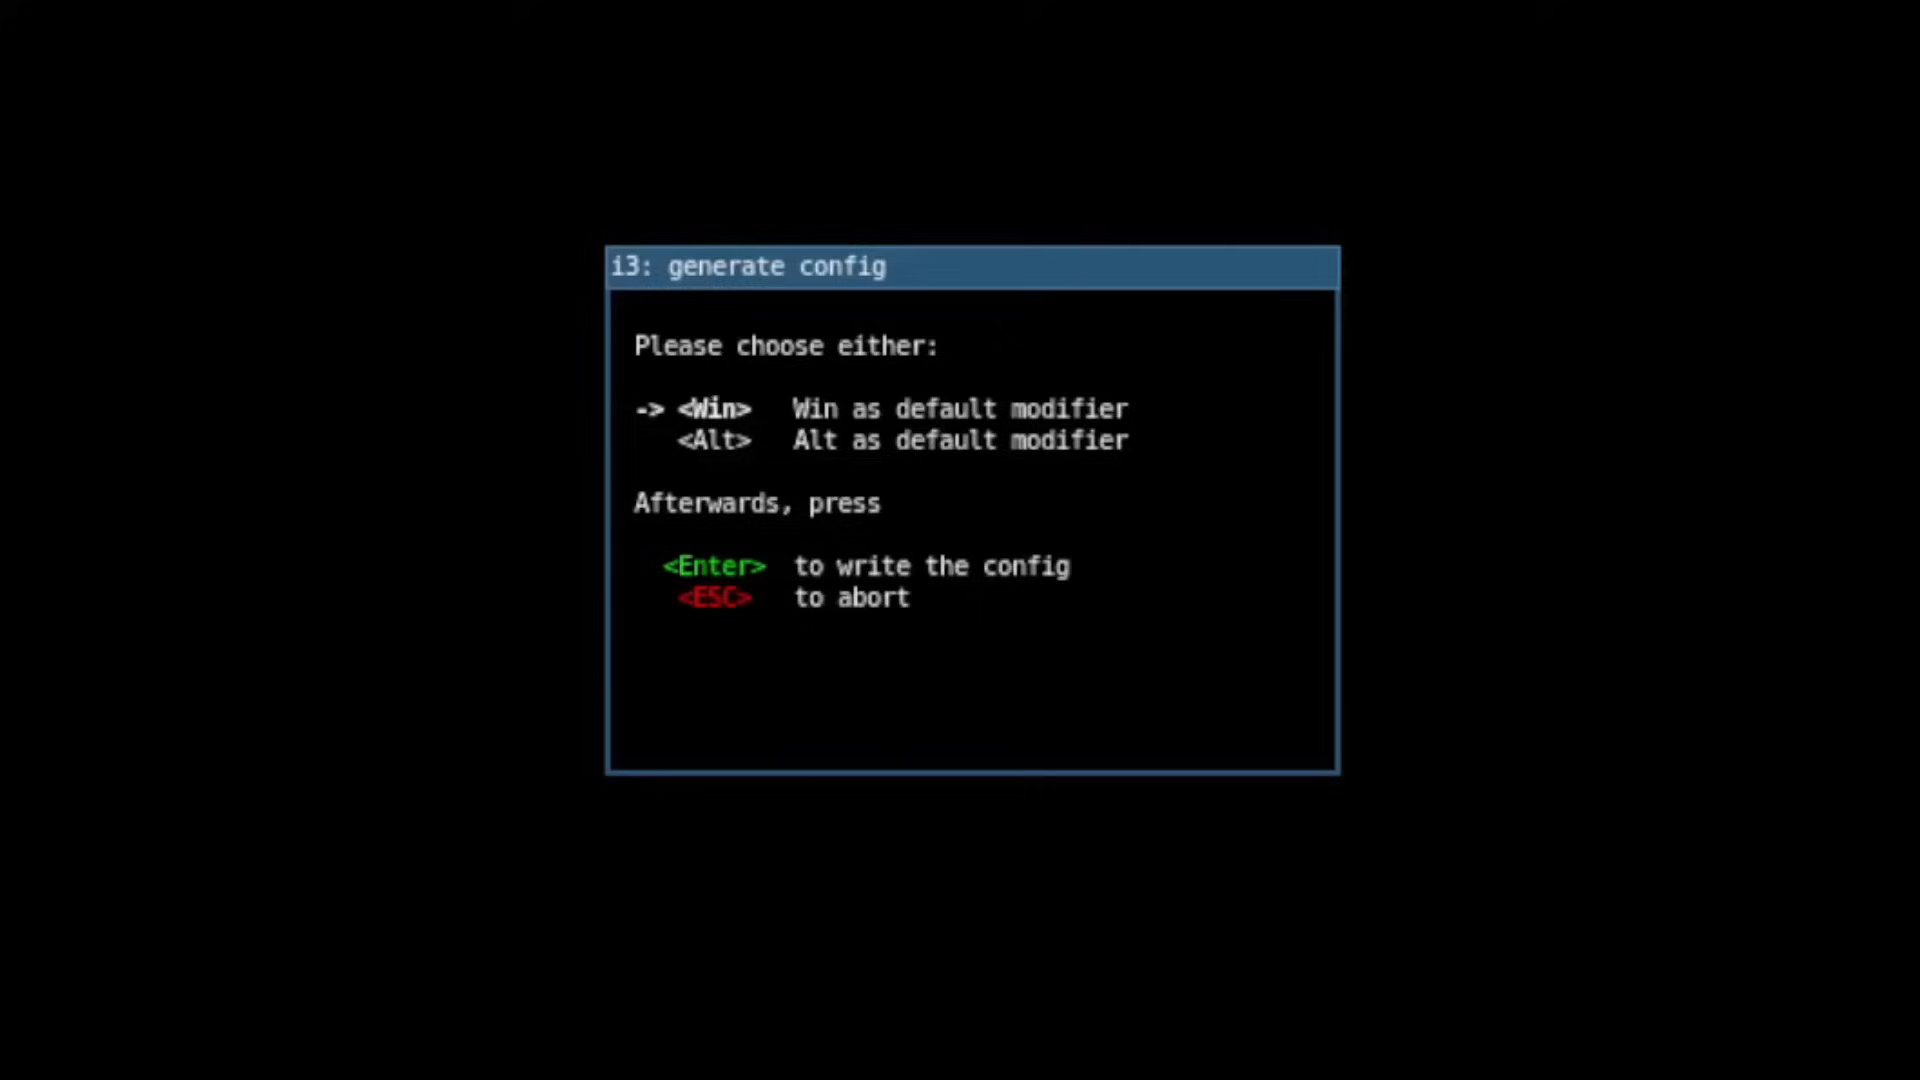 i3: generate config
Please choose either:
-> <Win> Win as default modifier
<Alt> Alt as default modifier
Afterwards, press
<Enter> to write the config
<ESC> to abort